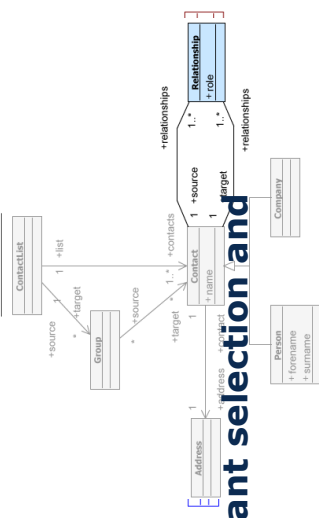 Relationship
+ role
+relationships
+relationships
1..*
1..*
+source
+target
1
1
ContactList
+list
1
+contacts
1..*
Contact
+ name
Company
+source
1
+target
*
Group
+source
*
+target
*
Person
+ forename
+ surname
1
+contact
+address
1
Address
ant selection and